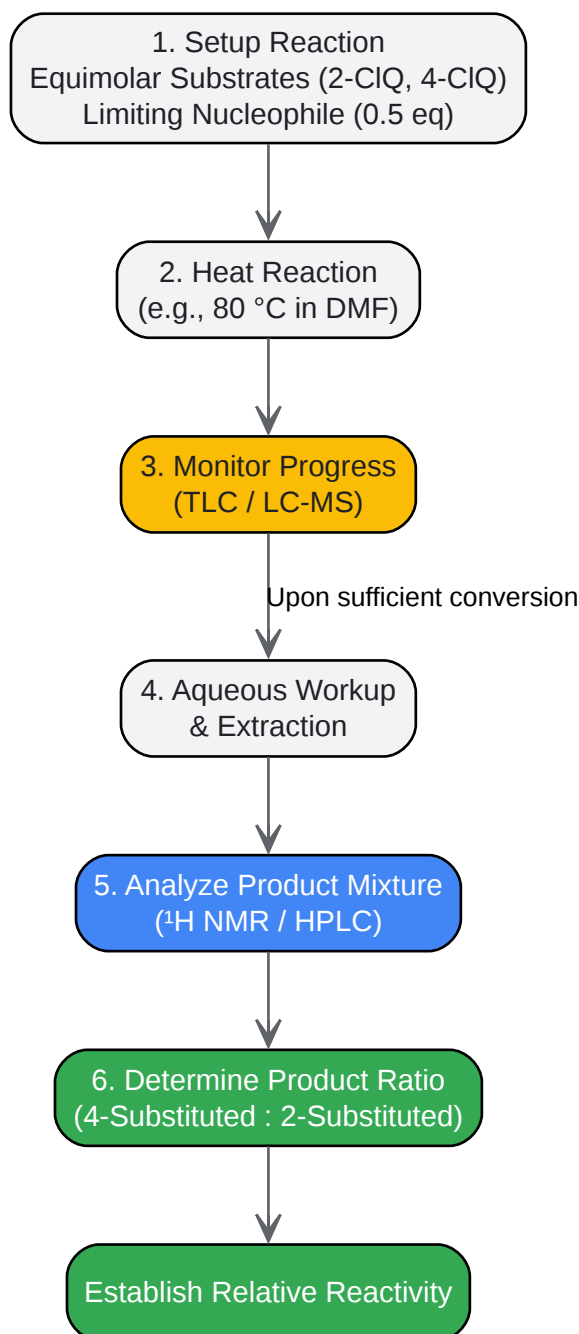 1. Setup Reaction
Equimolar Substrates (2-ClQ, 4-ClQ)
Limiting Nucleophile (0.5 eq)
2. Heat Reaction
(e.g., 80 °C in DMF)
3. Monitor Progress
(TLC / LC-MS)
Upon sufficient conversion
4. Aqueous Workup
& Extraction
5. Analyze Product Mixture
(¹H NMR / HPLC)
6. Determine Product Ratio
(4-Substituted : 2-Substituted)
Establish Relative Reactivity